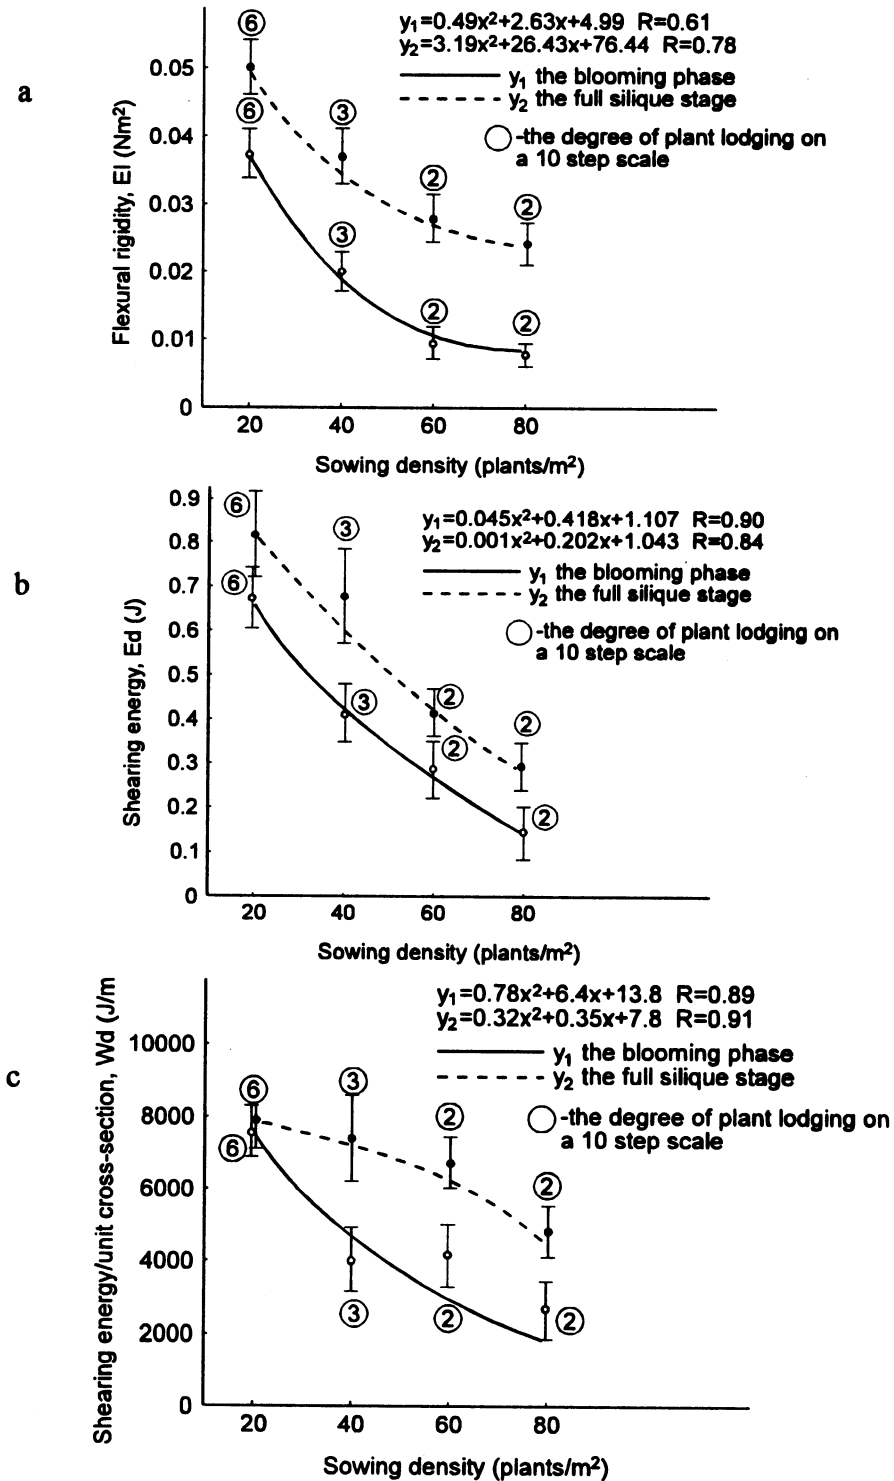 a
6
y₁=0.49x²+2.63x+4.99 R=0.61
y₂=3.19x²+26.43x+76.44 R=0.78
y₁ the blooming phase
y₂ the full silique stage
-the degree of plant lodging on
a 10 step scale
Flexural rigidity, EI (Nm²)
0.05
0.04
0.03
0.02
0.01
0
6
3
2
2
3
2
2
20 40 60 80
Sowing density (plants/m²)
b
6
y₁=0.045x²+0.418x+1.107 R=0.90
y₂=0.001x²+0.202x+1.043 R=0.84
y₁ the blooming phase
y₂ the full silique stage
-the degree of plant lodging on
a 10 step scale
Shearing energy, Ed (J)
0.9
0.8
0.7
0.6
0.5
0.4
0.3
0.2
0.1
0
3
6
3
2
2
2
2
20 40 60 80
Sowing density (plants/m²)
c
y₁=0.78x²+6.4x+13.8 R=0.89
y₂=0.32x²+0.35x+7.8 R=0.91
y₁ the blooming phase
y₂ the full silique stage
-the degree of plant lodging on
a 10 step scale
Shearing energy/unit cross-section, Wd (J/m
10000
8000
6000
4000
2000
0
6
3
2
6
2
3
2
2
20 40 60 80
Sowing density (plants/m²)